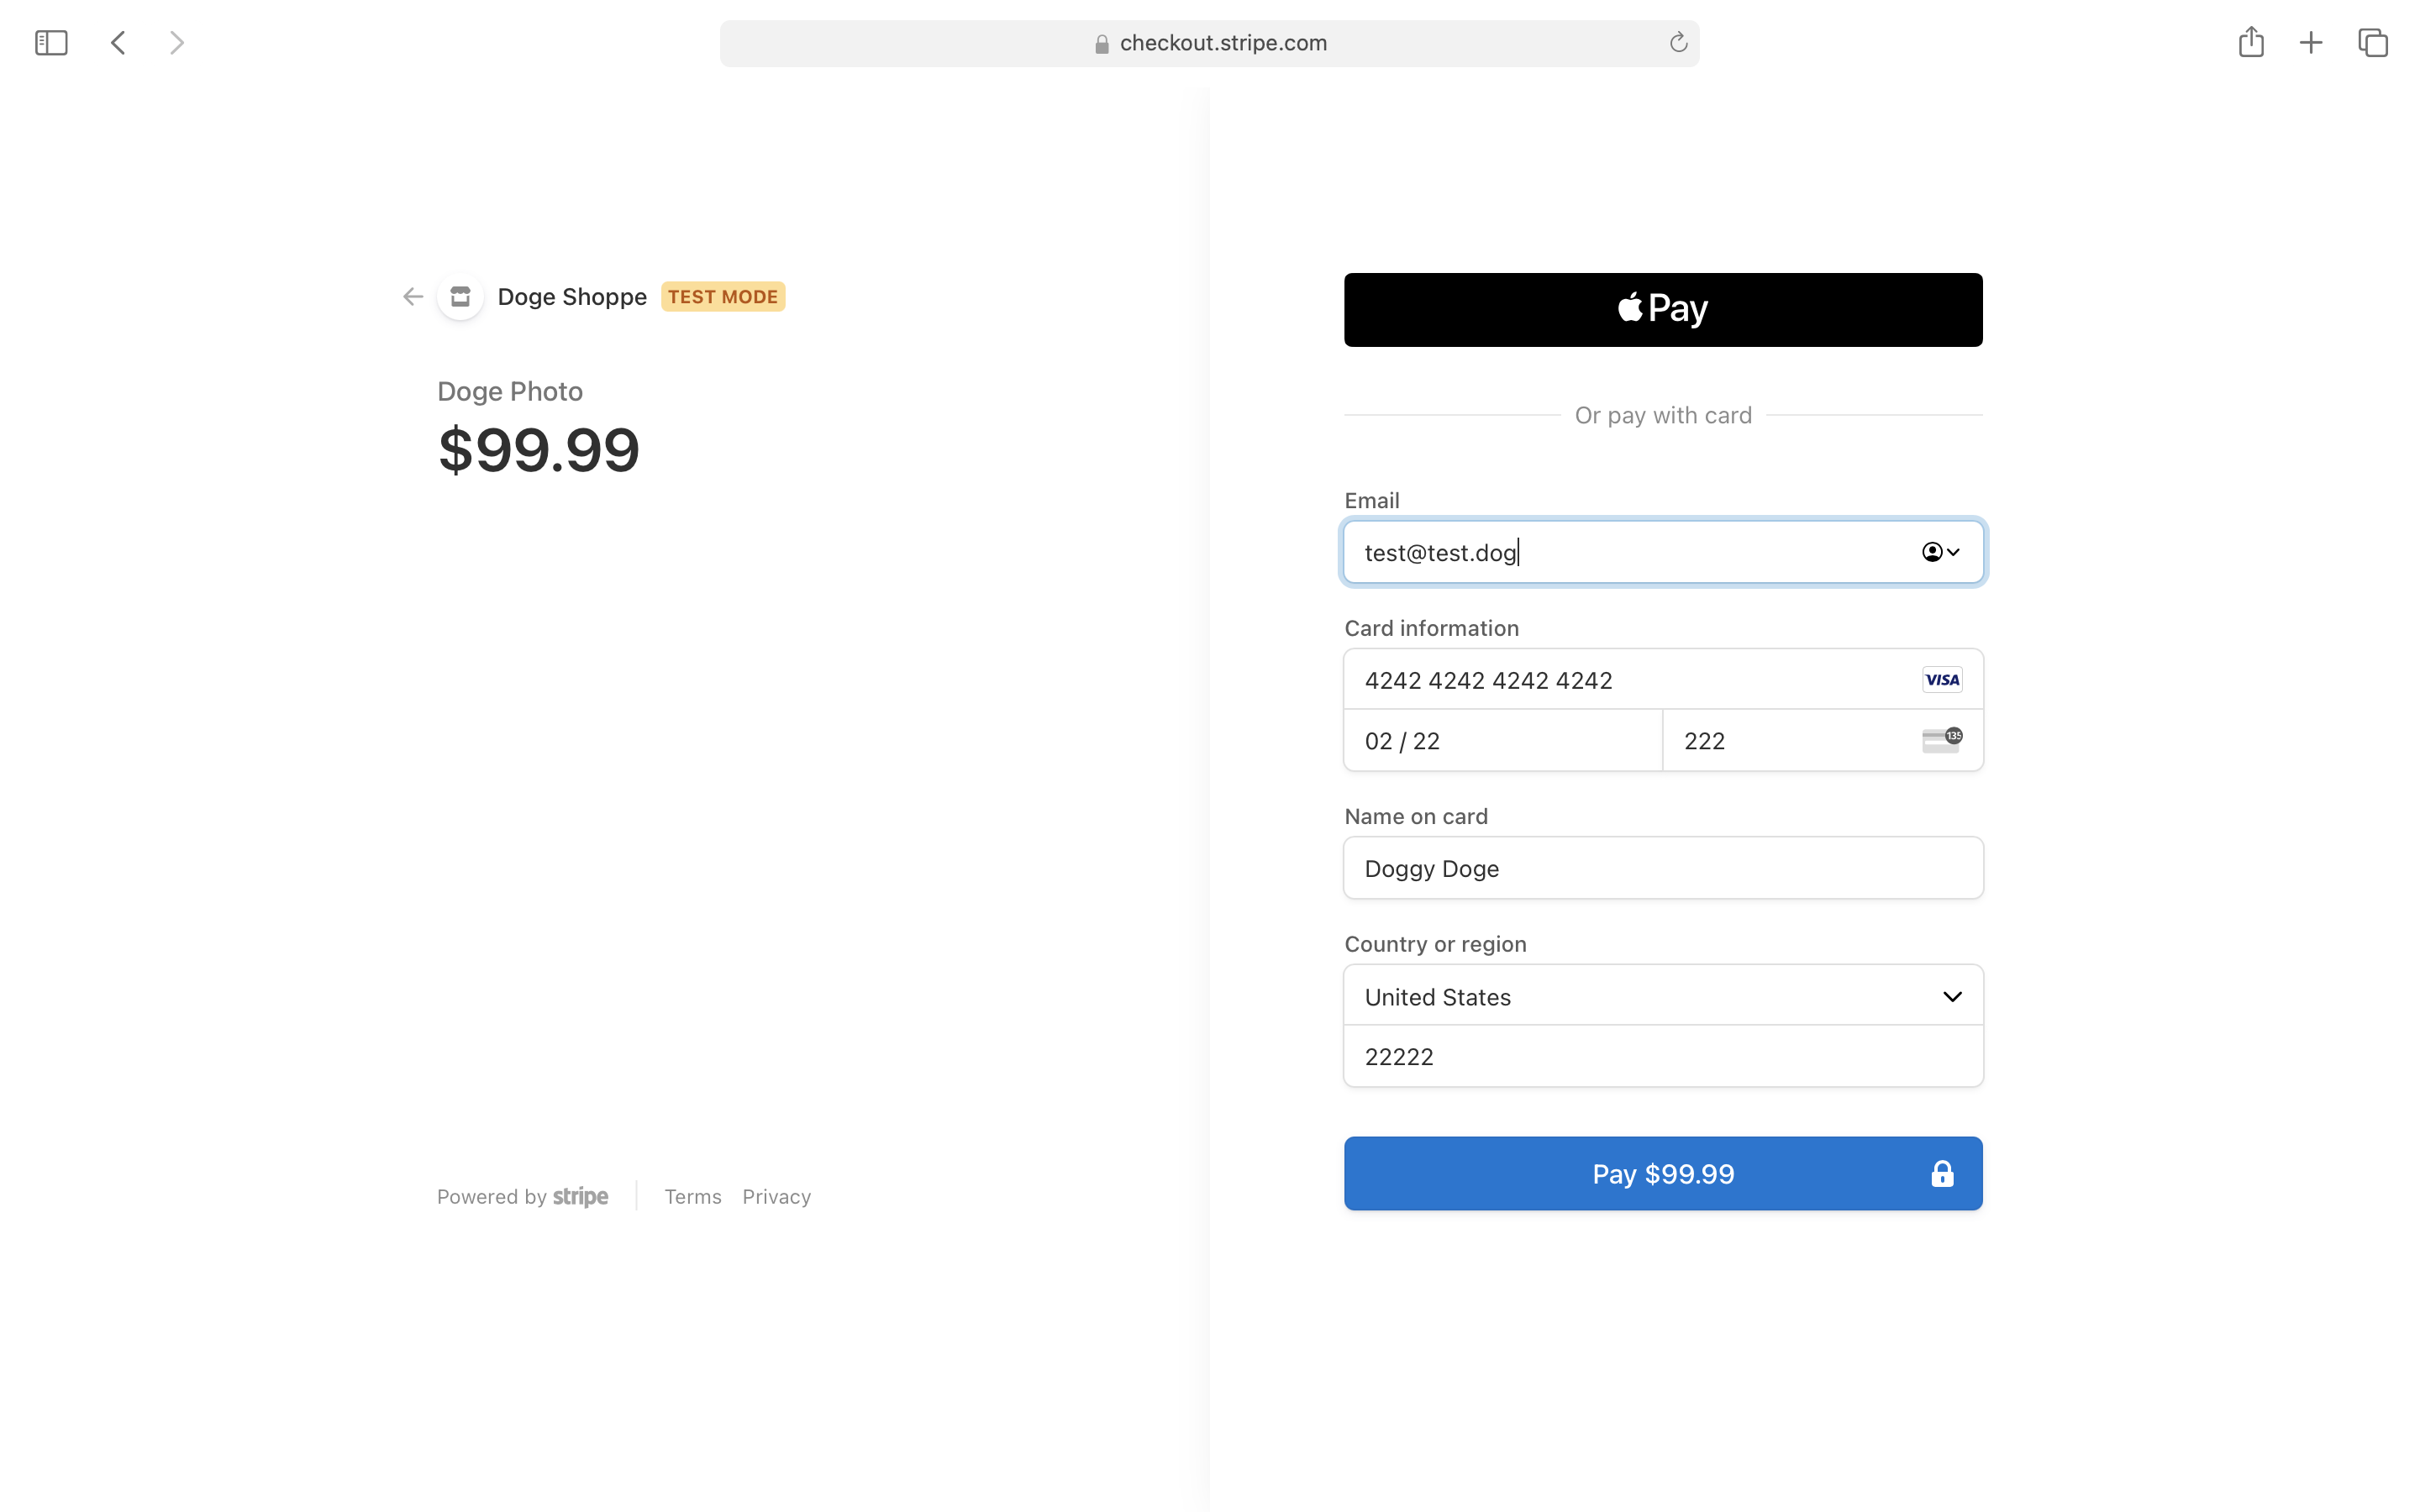 checkout.stripe.com
Doge Shoppe TEST MODE
Doge Photo
$99.99
Powered by stripe Terms Privacy
Pay
Or pay with card
Email
test@test.dog
Card information
4242 4242 4242 4242 VISA
02 / 22 222 135
Name on card
Doggy Doge
Country or region
United States
22222
Pay $99.99